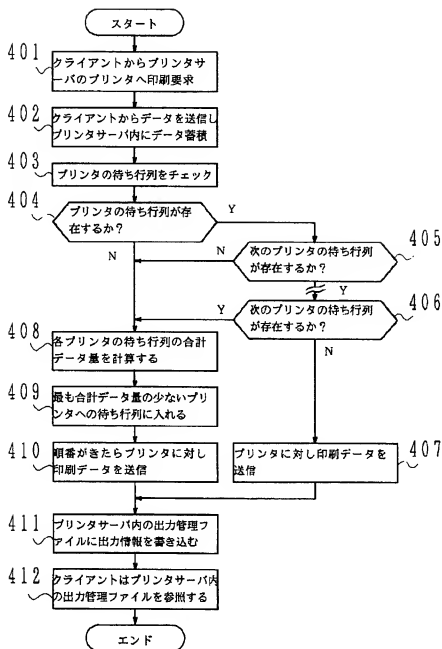 スタート
401
クライアントからプリンタサー
バのプリンタへ印刷要求
402
クライアントからデータを送信し
プリンタサーバ内にデータ蓄積
403
プリンタの待ち行列をチェック
404
プリンタの待ち行列が存
在するか?
Y
N
405
次のプリンタの待ち行列
が存在するか?
N
Y
406
次のプリンタの待ち行列
が存在するか?
Y
N
408
各プリンタの待ち行列の合計
データ量を計算する
409
最も合計データ量の少ないプリ
ンタへの待ち行列に入れる
410
順番がきたらプリンタに対し
印刷データを送信
407
プリンタに対し印刷データを
送信
411
プリンタサーバ内の出力管理フ
ァイルに出力情報を書き込む
412
クライアントはプリンタサーバ内
の出力管理ファイルを参照する
エンド